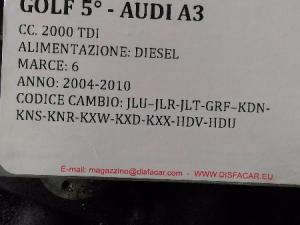 GOLF 5° - AUDI A3
CC. 2000 TDI
ALIMENTAZIONE: DIESEL
MARCE: 6
ANNO: 2004-2010
CODICE CAMBIO: JLU–JLR-JLT-GRF–KDN-
KNS-KNR-KXW-KXD-KXX-HDV-HDU
E-mail: magazzino@disfacar.com - WWW.DISFACAR.EU